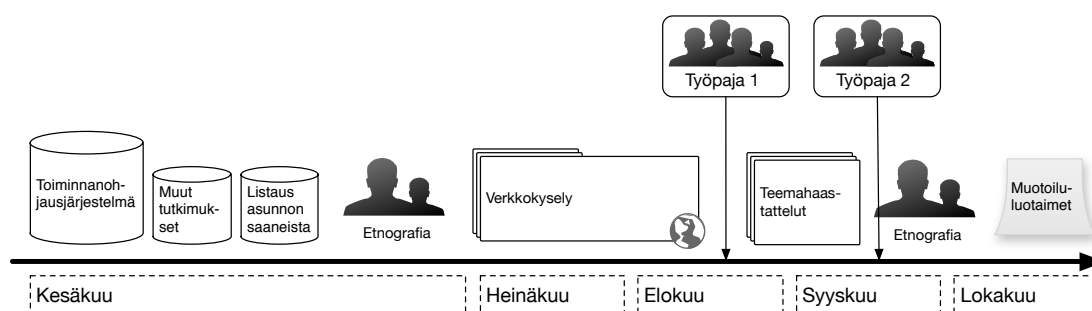 Työpaja 1
Työpaja 2
Toiminnanoh-
jausjärjestelmä
Muut
tutkimuk-
set
Listaus
asunnon
saaneista
Etnografia
Verkkokysely
Teemahaas-
tattelut
Etnografia
Muotoilu-
luotaimet
Kesäkuu
Heinäkuu
Elokuu
Syyskuu
Lokakuu